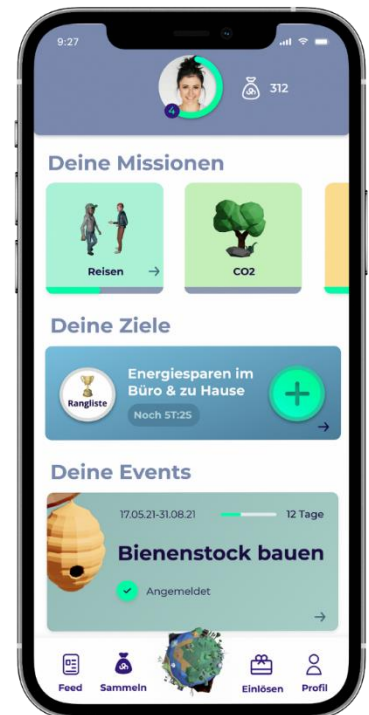 9:27
4
312
Deine Missionen
Reisen
CO2
Deine Ziele
Rangliste
Energiesparen im
Büro & zu Hause
Noch 5T:25
Deine Events
17.05.21-31.08.21
12 Tage
Bienenstock bauen
Angemeldet
Feed
Sammeln
Einlösen
Profil